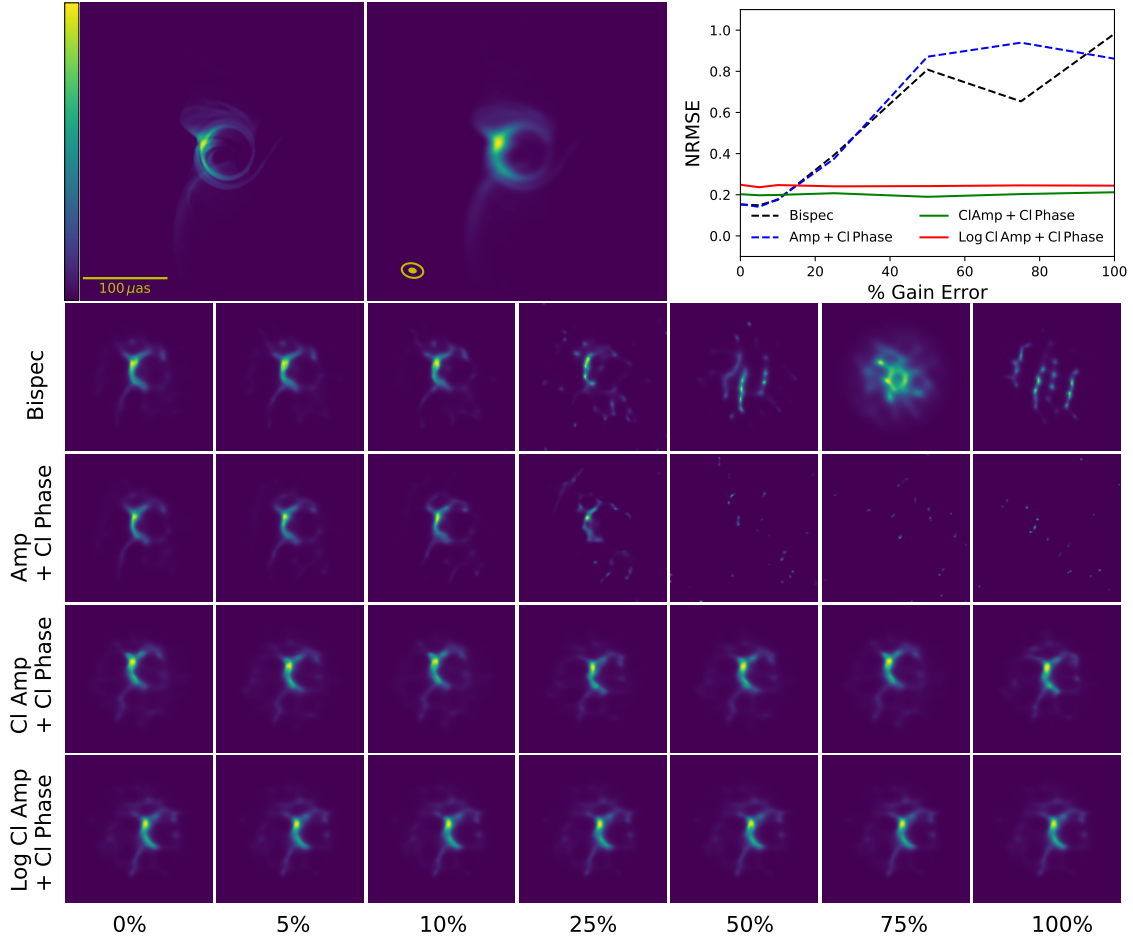 100 μas
NRMSE
1.0
0.8
0.6
0.4
0.2
0.0
Bispec
Amp + Cl Phase
ClAmp + Cl Phase
Log Cl Amp + Cl Phase
0 20 40 60 80 100
% Gain Error
Bispec
Amp
+ Cl Phase
Cl Amp
+ Cl Phase
Log Cl Amp
+ Cl Phase
0% 5% 10% 25% 50% 75% 100%